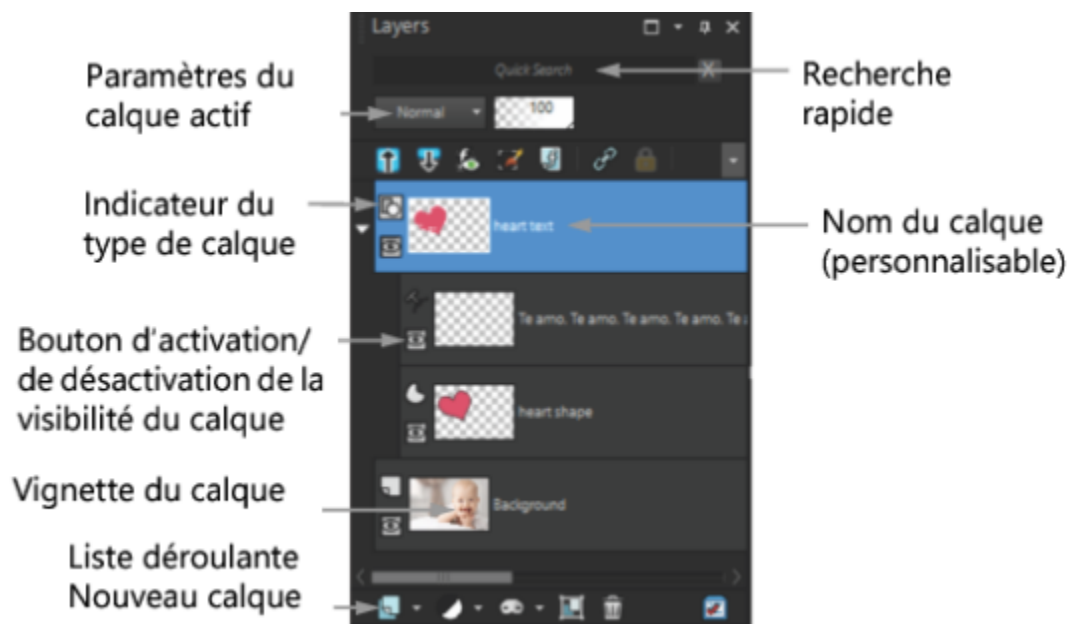 Layers
Quick Search
X
Paramètres du
calque actif
Recherche
rapide
Normal
100
Indicateur du
type de calque
heart text
Nom du calque
(personnalisable)
Te amo. Te amo. Te amo. Te amo. Te
Bouton d'activation/
de désactivation de la
visibilité du calque
heart shape
Vignette du calque
Background
Liste déroulante
Nouveau calque